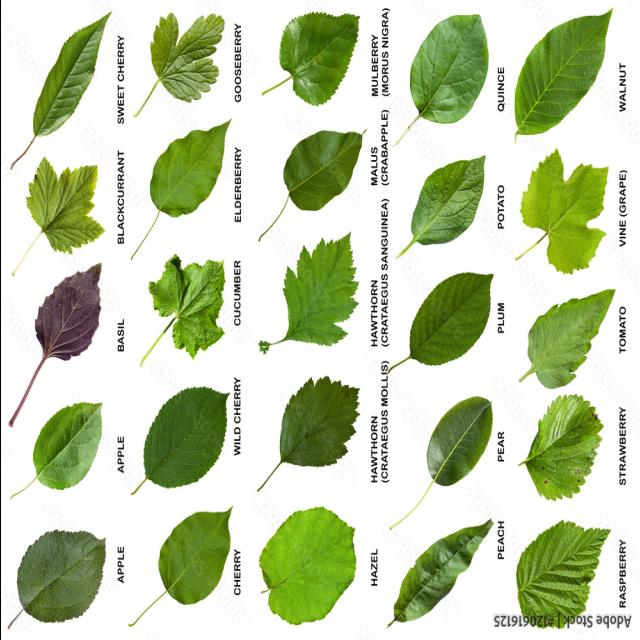 SWEET CHERRY
GOOSEBERRY
MULBERRY
(MORUS NIGRA)
QUINCE
WALNUT
BLACKCURRANT
ELDERBERRY
MALUS
(CRABAPPLE)
POTATO
VINE (GRAPE)
BASIL
CUCUMBER
HAWTHORN
(CRATAEGUS SANGUINEA)
PLUM
TOMATO
APPLE
WILD CHERRY
HAWTHORN
(CRATAEGUS MOLLIS)
PEAR
STRAWBERRY
APPLE
CHERRY
HAZEL
PEACH
RASPBERRY
Adobe Stock | #120616125